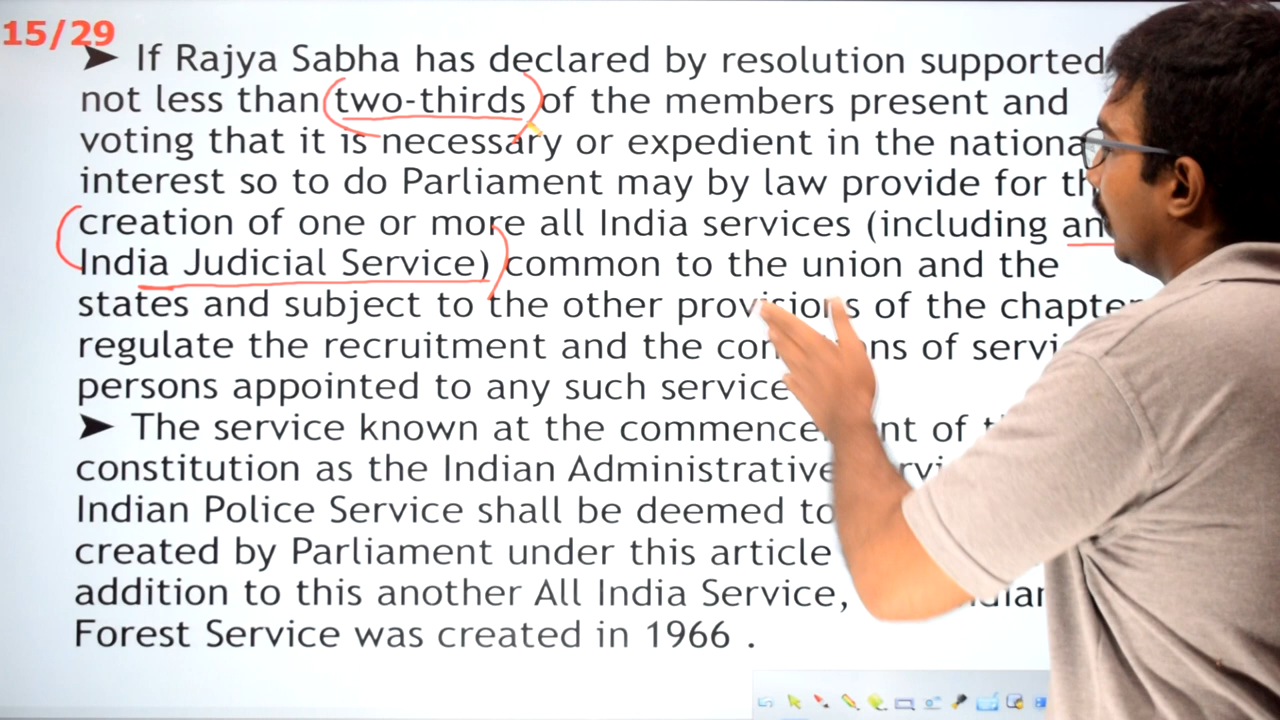 15/29
➤ If Rajya Sabha has declared by resolution supported
not less than two-thirds of the members present and
voting that it is necessary or expedient in the nationa
interest so to do Parliament may by law provide for th
creation of one or more all India services (including an
India Judicial Service) common to the union and the
states and subject to the other provisions of the chapter
regulate the recruitment and the of servi
persons appointed to any such service
➤ The service known at the commencement of
constitution as the Indian Administrative
Indian Police Service shall be deemed to
created by Parliament under this article
addition to this another All India Service,
Forest Service was created in 1966 .